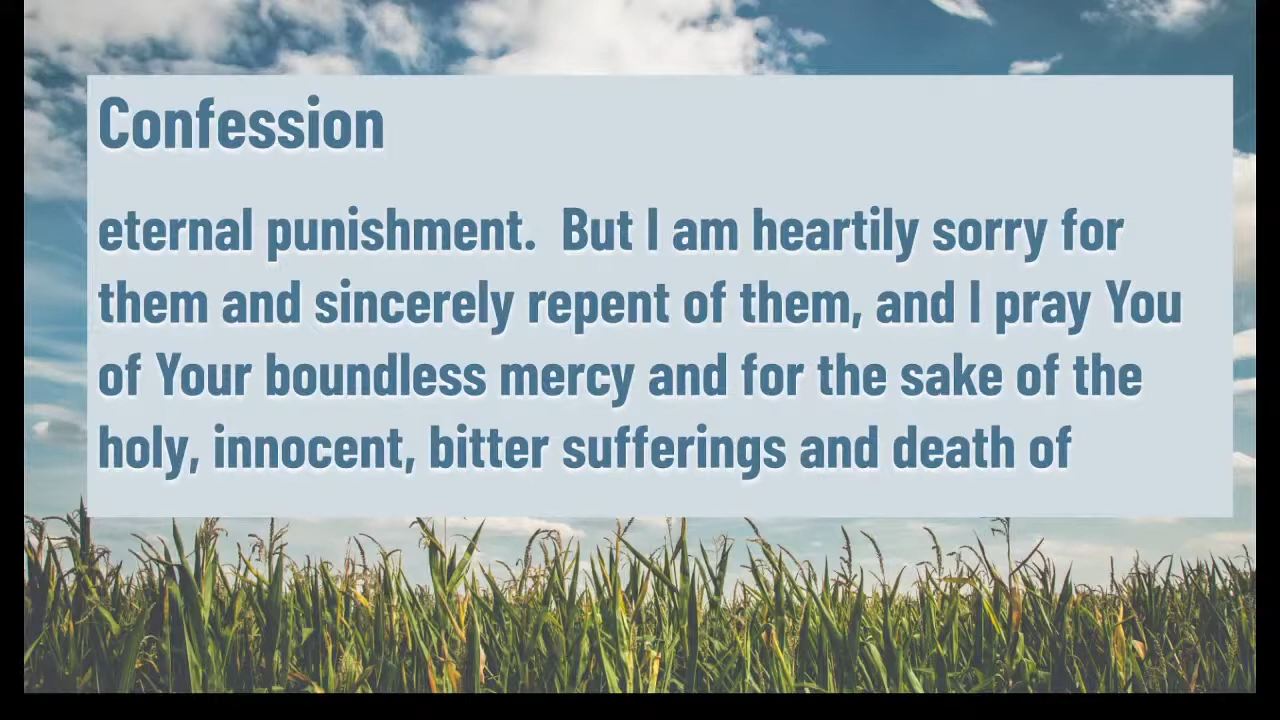 Confession
eternal punishment.  But I am heartily sorry for
them and sincerely repent of them, and I pray You
of Your boundless mercy and for the sake of the
holy, innocent, bitter sufferings and death of